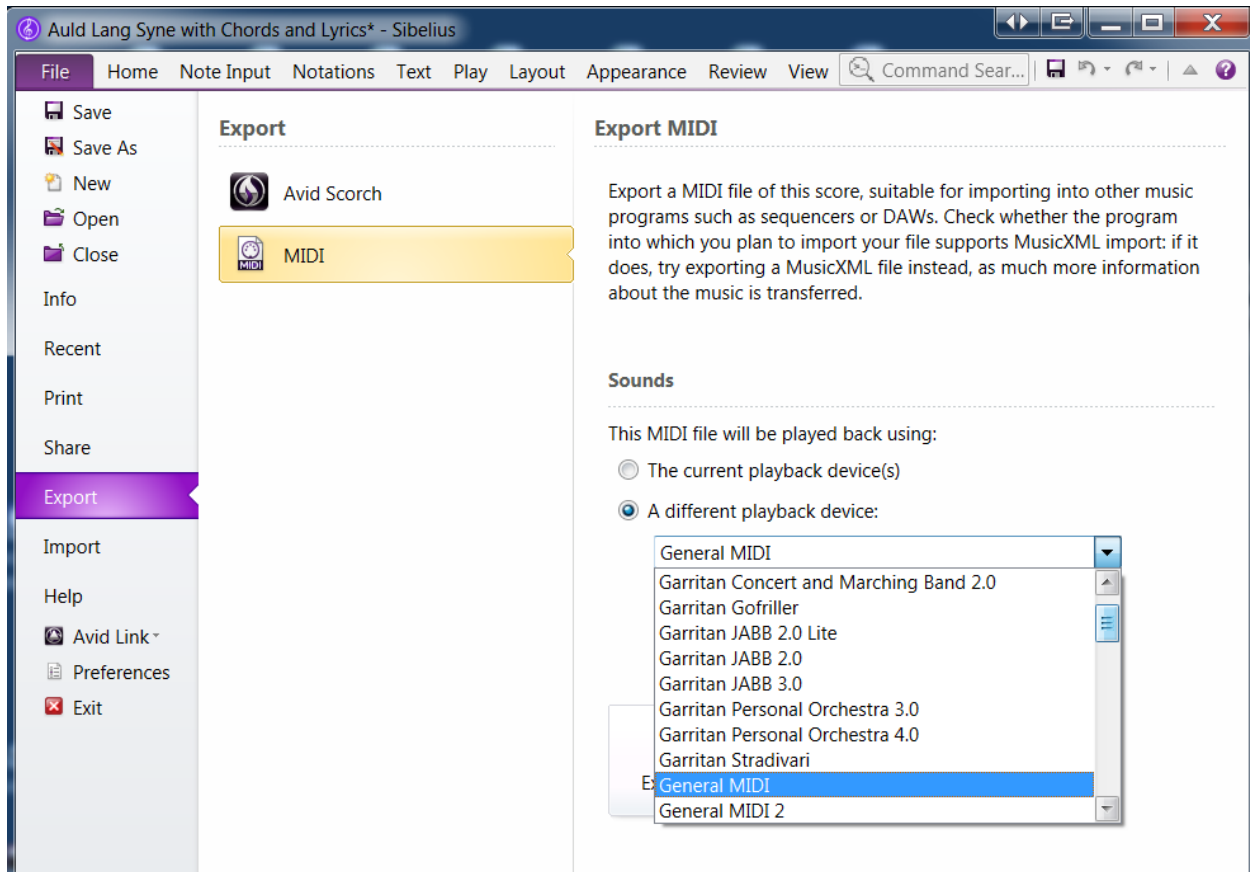 Auld Lang Syne with Chords and Lyrics* - Sibelius
File Home Note Input Notations Text Play Layout Appearance Review View Command Sear...
Save
Save As
New
Open
Close
Info
Recent
Print
Share
Export
Import
Help
Avid Link
Preferences
Exit
Export
Avid Scorch
MIDI
MIDI
Export MIDI
Export a MIDI file of this score, suitable for importing into other music
programs such as sequencers or DAWs. Check whether the program
into which you plan to import your file supports MusicXML import: if it
does, try exporting a MusicXML file instead, as much more information
about the music is transferred.
Sounds
This MIDI file will be played back using:
The current playback device(s)
A different playback device:
General MIDI
Garritan Concert and Marching Band 2.0
Garritan Gofriller
Garritan JABB 2.0 Lite
Garritan JABB 2.0
Garritan JABB 3.0
Garritan Personal Orchestra 3.0
Garritan Personal Orchestra 4.0
Garritan Stradivari
General MIDI
General MIDI 2